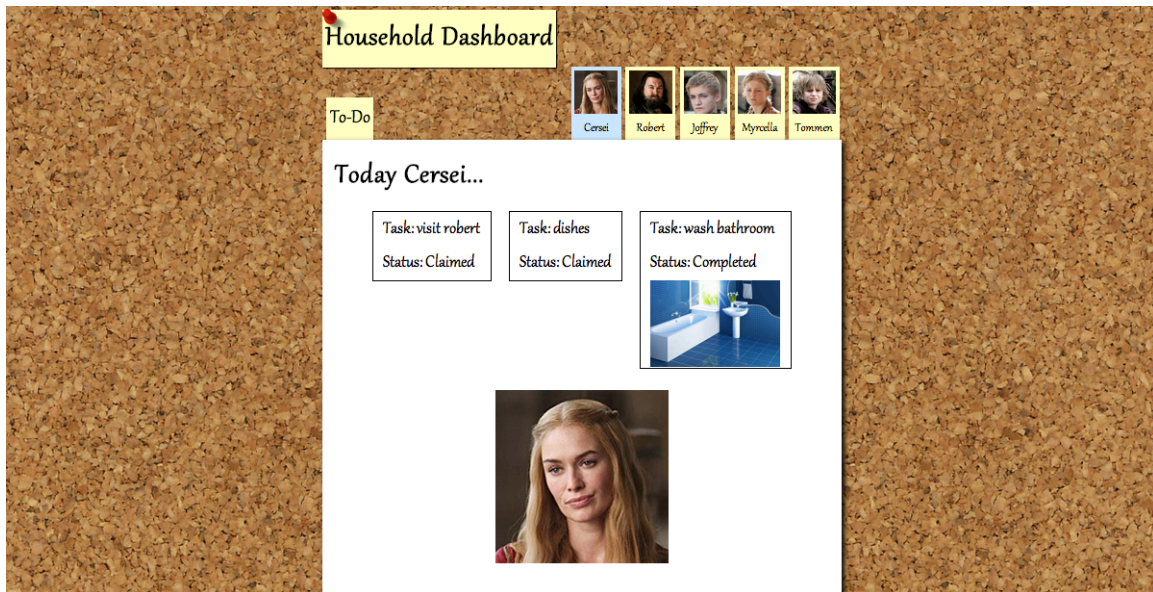 Household Dashboard
To-Do
Cersei
Robert
Joffrey
Myrcella
Tommen
Today Cersei...
Task: visit robert
Status: Claimed
Task: dishes
Status: Claimed
Task: wash bathroom
Status: Completed